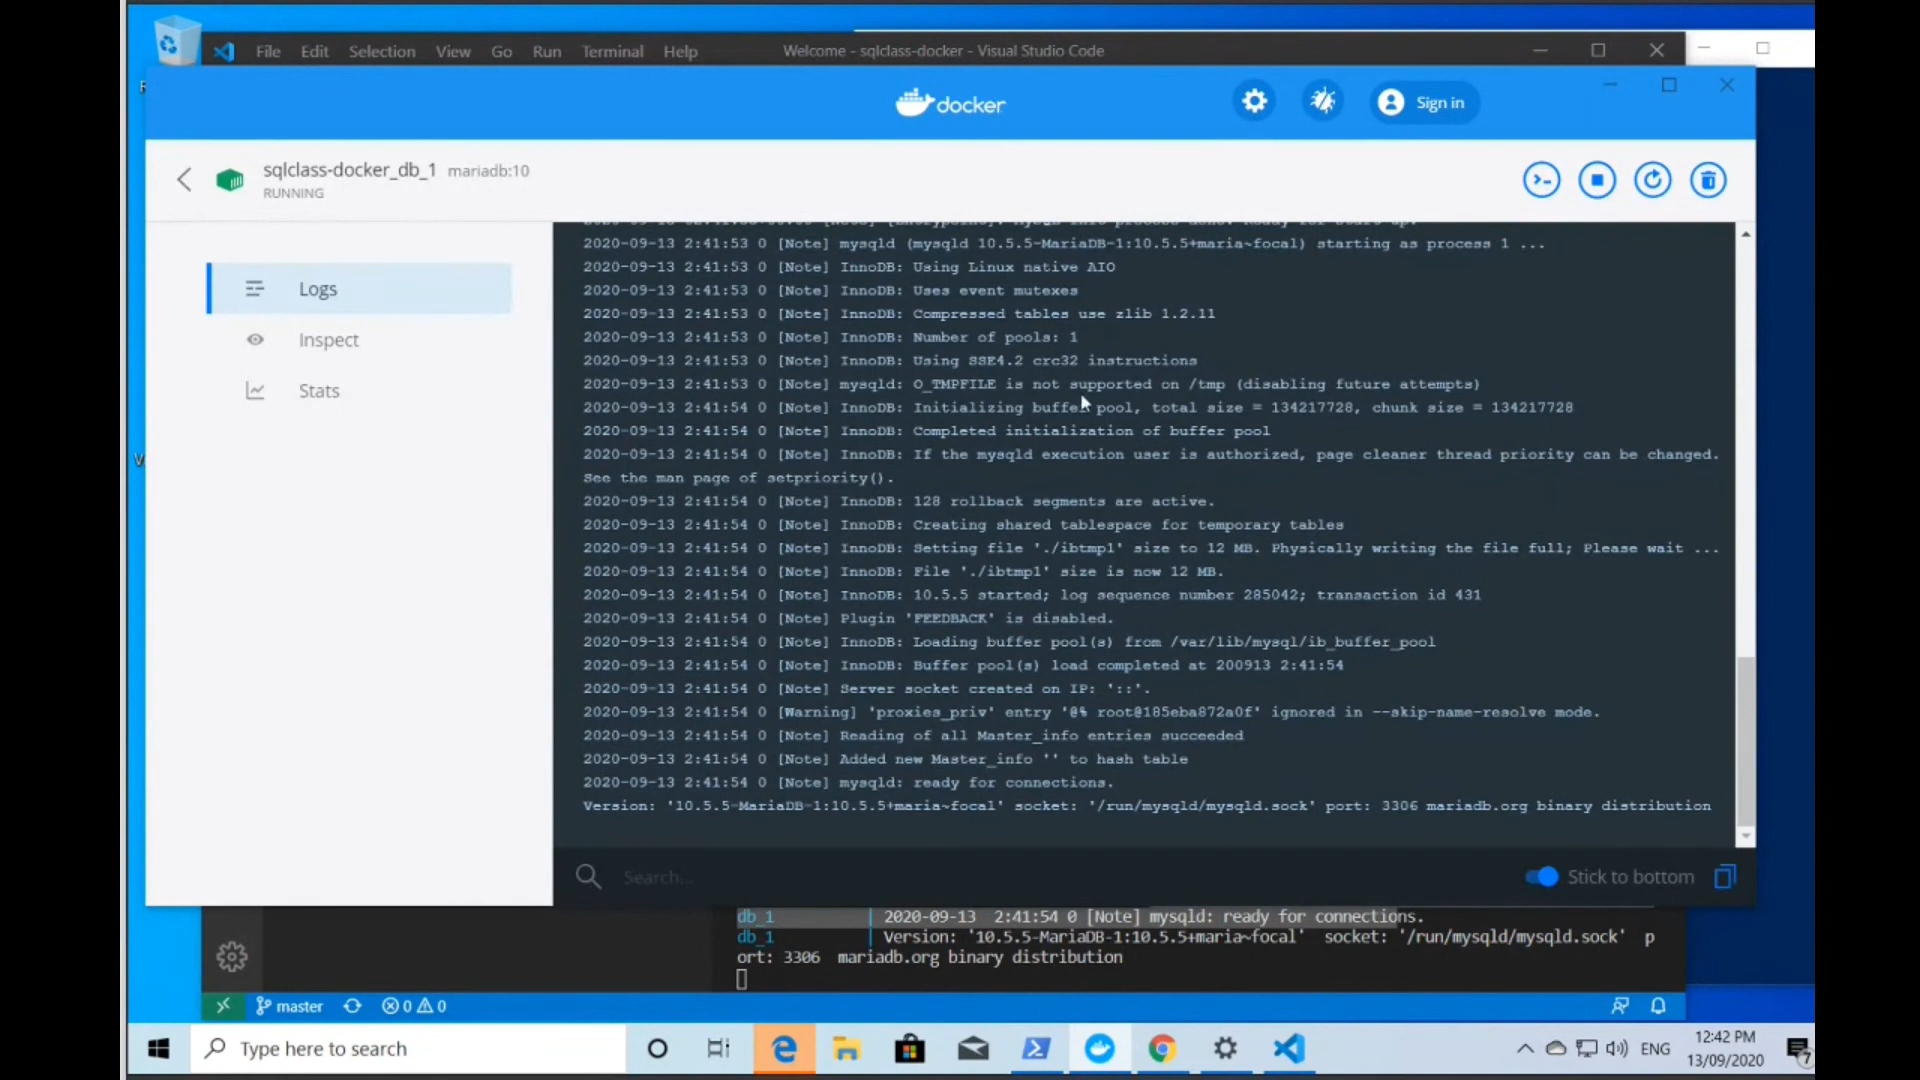 File Edit Selection View Go Run Terminal Help Welcome - sqlclass-docker - Visual Studio Code
docker Sign in
sqlclass-docker_db_1 mariadb:10
RUNNING
Logs
Inspect
Stats
2020-09-13 2:41:53 0 [Note] mysqld (mysqld 10.5.5-MariaDB-1:10.5.5+maria~focal) starting as process 1 ...
2020-09-13 2:41:53 0 [Note] InnoDB: Using Linux native AIO
2020-09-13 2:41:53 0 [Note] InnoDB: Uses event mutexes
2020-09-13 2:41:53 0 [Note] InnoDB: Compressed tables use zlib 1.2.11
2020-09-13 2:41:53 0 [Note] InnoDB: Number of pools: 1
2020-09-13 2:41:53 0 [Note] InnoDB: Using SSE4.2 crc32 instructions
2020-09-13 2:41:53 0 [Note] mysqld: O_TMPFILE is not supported on /tmp (disabling future attempts)
2020-09-13 2:41:54 0 [Note] InnoDB: Initializing buffer pool, total size = 134217728, chunk size = 134217728
2020-09-13 2:41:54 0 [Note] InnoDB: Completed initialization of buffer pool
2020-09-13 2:41:54 0 [Note] InnoDB: If the mysqld execution user is authorized, page cleaner thread priority can be changed.
See the man page of setpriority().
2020-09-13 2:41:54 0 [Note] InnoDB: 128 rollback segments are active.
2020-09-13 2:41:54 0 [Note] InnoDB: Creating shared tablespace for temporary tables
2020-09-13 2:41:54 0 [Note] InnoDB: Setting file './ibtmp1' size to 12 MB. Physically writing the file full; Please wait ...
2020-09-13 2:41:54 0 [Note] InnoDB: File './ibtmp1' size is now 12 MB.
2020-09-13 2:41:54 0 [Note] InnoDB: 10.5.5 started; log sequence number 285042; transaction id 431
2020-09-13 2:41:54 0 [Note] Plugin 'FEEDBACK' is disabled.
2020-09-13 2:41:54 0 [Note] InnoDB: Loading buffer pool(s) from /var/lib/mysql/ib_buffer_pool
2020-09-13 2:41:54 0 [Note] InnoDB: Buffer pool(s) load completed at 200913 2:41:54
2020-09-13 2:41:54 0 [Note] Server socket created on IP: '::'.
2020-09-13 2:41:54 0 [Warning] 'proxies_priv' entry '@% root@185eba872a0f' ignored in --skip-name-resolve mode.
2020-09-13 2:41:54 0 [Note] Reading of all Master_info entries succeeded
2020-09-13 2:41:54 0 [Note] Added new Master_info '' to hash table
2020-09-13 2:41:54 0 [Note] mysqld: ready for connections.
Version: '10.5.5-MariaDB-1:10.5.5+maria~focal' socket: '/run/mysqld/mysqld.sock' port: 3306 mariadb.org binary distribution
Search... Stick to bottom
db_1 | 2020-09-13 2:41:54 0 [Note] mysqld: ready for connections.
db_1 | Version: '10.5.5-MariaDB-1:10.5.5+maria~focal' socket: '/run/mysqld/mysqld.sock' p
ort: 3306 mariadb.org binary distribution
master 0 0
Type here to search ENG 12:42 PM
13/09/2020 7